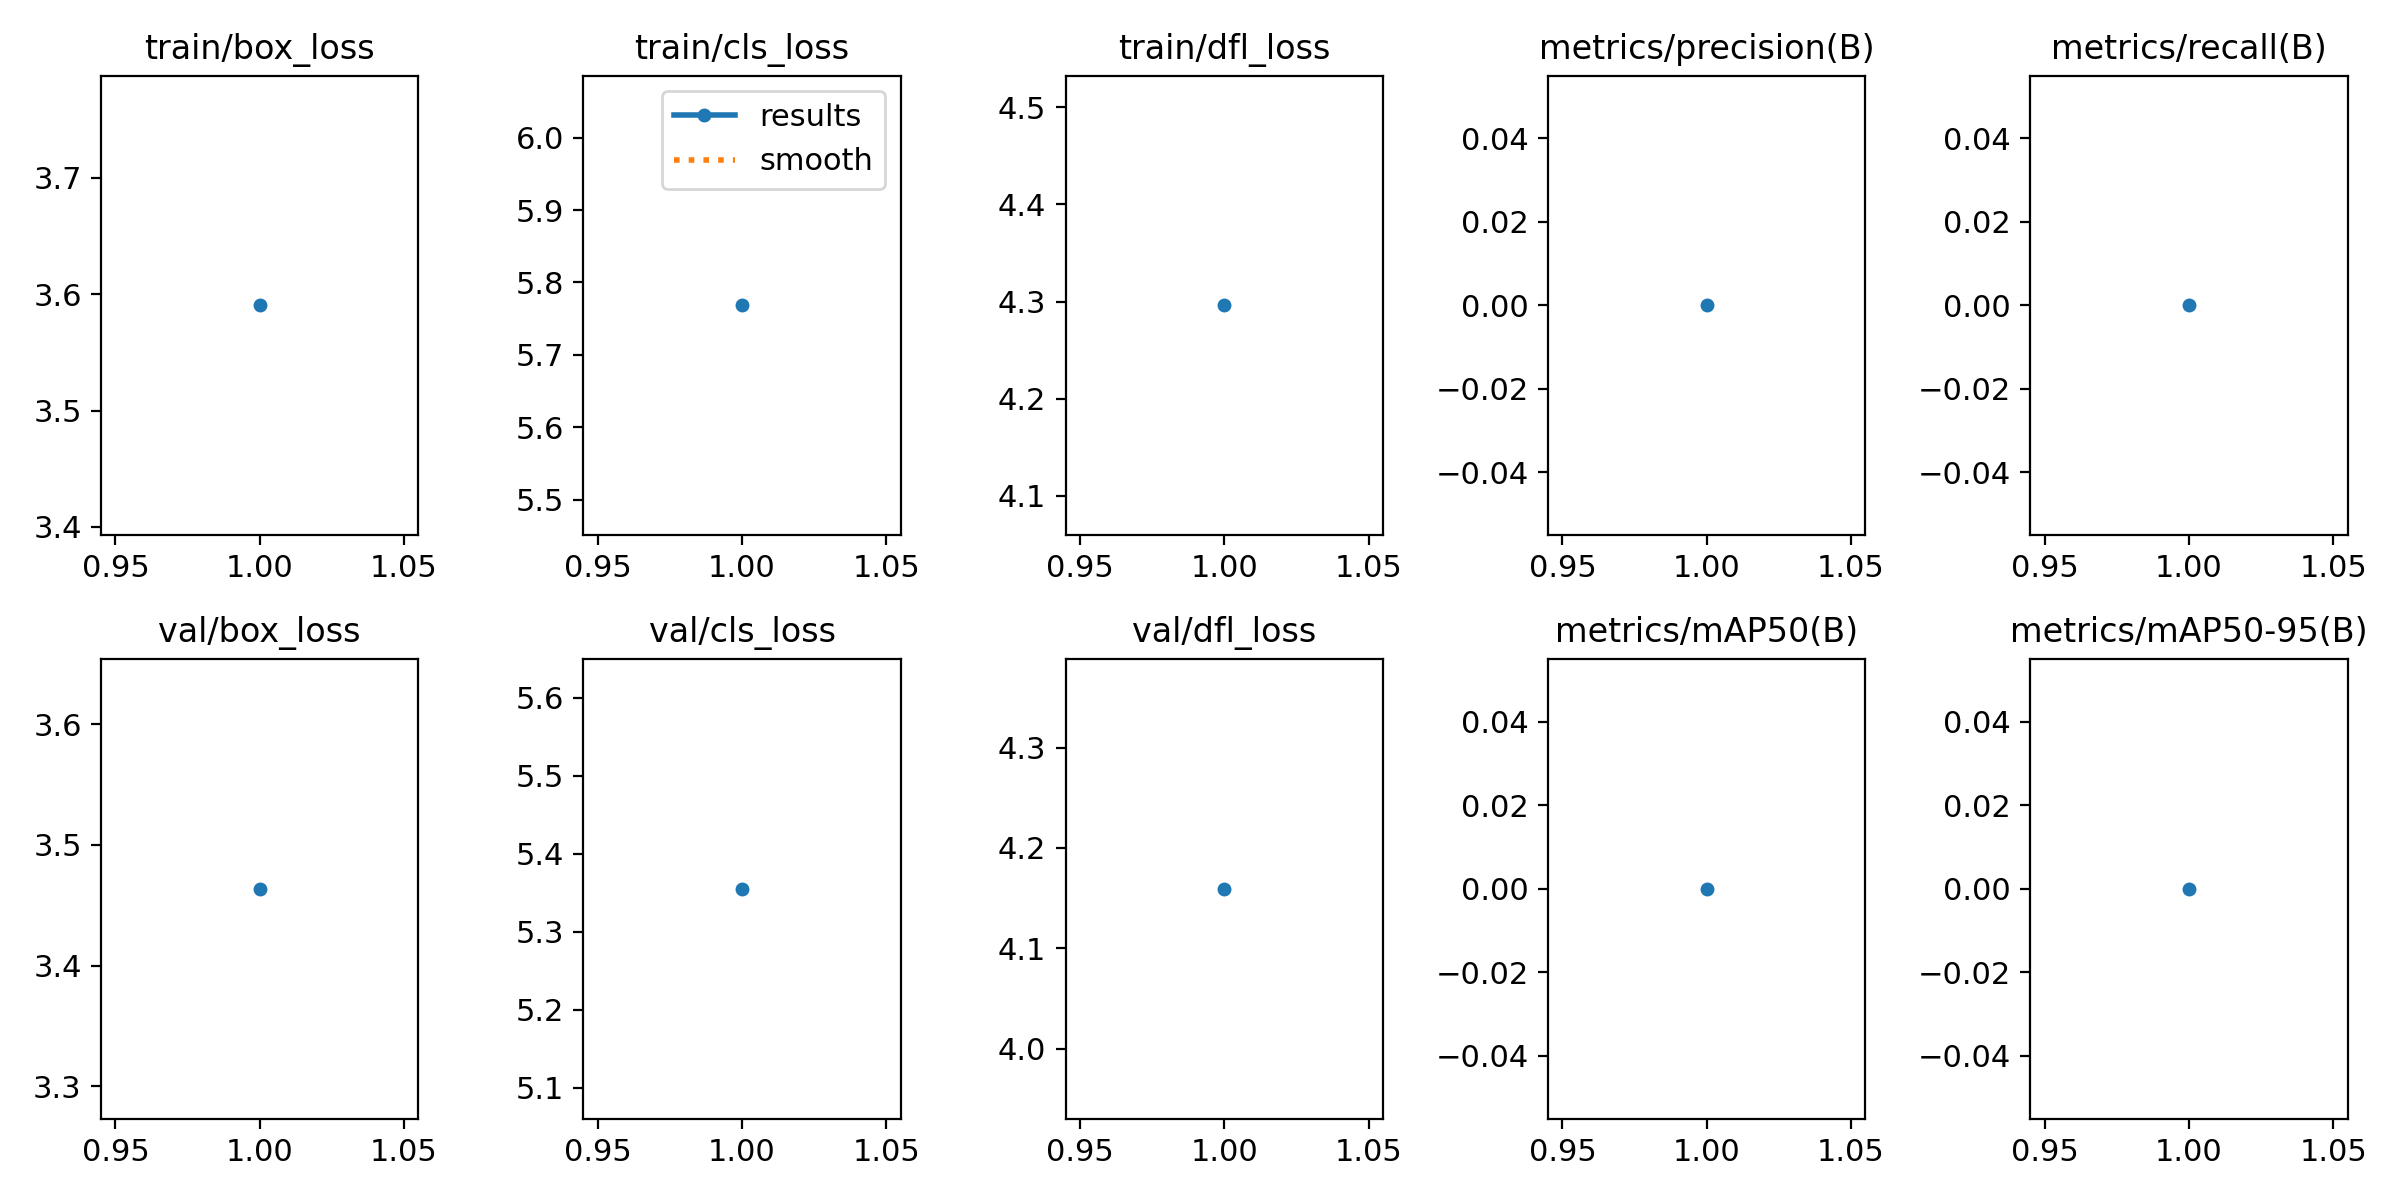 train/box_loss
3.7
3.6
3.5
3.4
0.95 1.00 1.05
train/cls_loss
results
smooth
6.0
5.9
5.8
5.7
5.6
5.5
0.95 1.00 1.05
train/dfl_loss
4.5
4.4
4.3
4.2
4.1
0.95 1.00 1.05
metrics/precision(B)
0.04
0.02
0.00
−0.02
−0.04
0.95 1.00 1.05
metrics/recall(B)
0.04
0.02
0.00
−0.02
−0.04
0.95 1.00 1.05
val/box_loss
3.6
3.5
3.4
3.3
0.95 1.00 1.05
val/cls_loss
5.6
5.5
5.4
5.3
5.2
5.1
0.95 1.00 1.05
val/dfl_loss
4.3
4.2
4.1
4.0
0.95 1.00 1.05
metrics/mAP50(B)
0.04
0.02
0.00
−0.02
−0.04
0.95 1.00 1.05
metrics/mAP50-95(B)
0.04
0.02
0.00
−0.02
−0.04
0.95 1.00 1.05